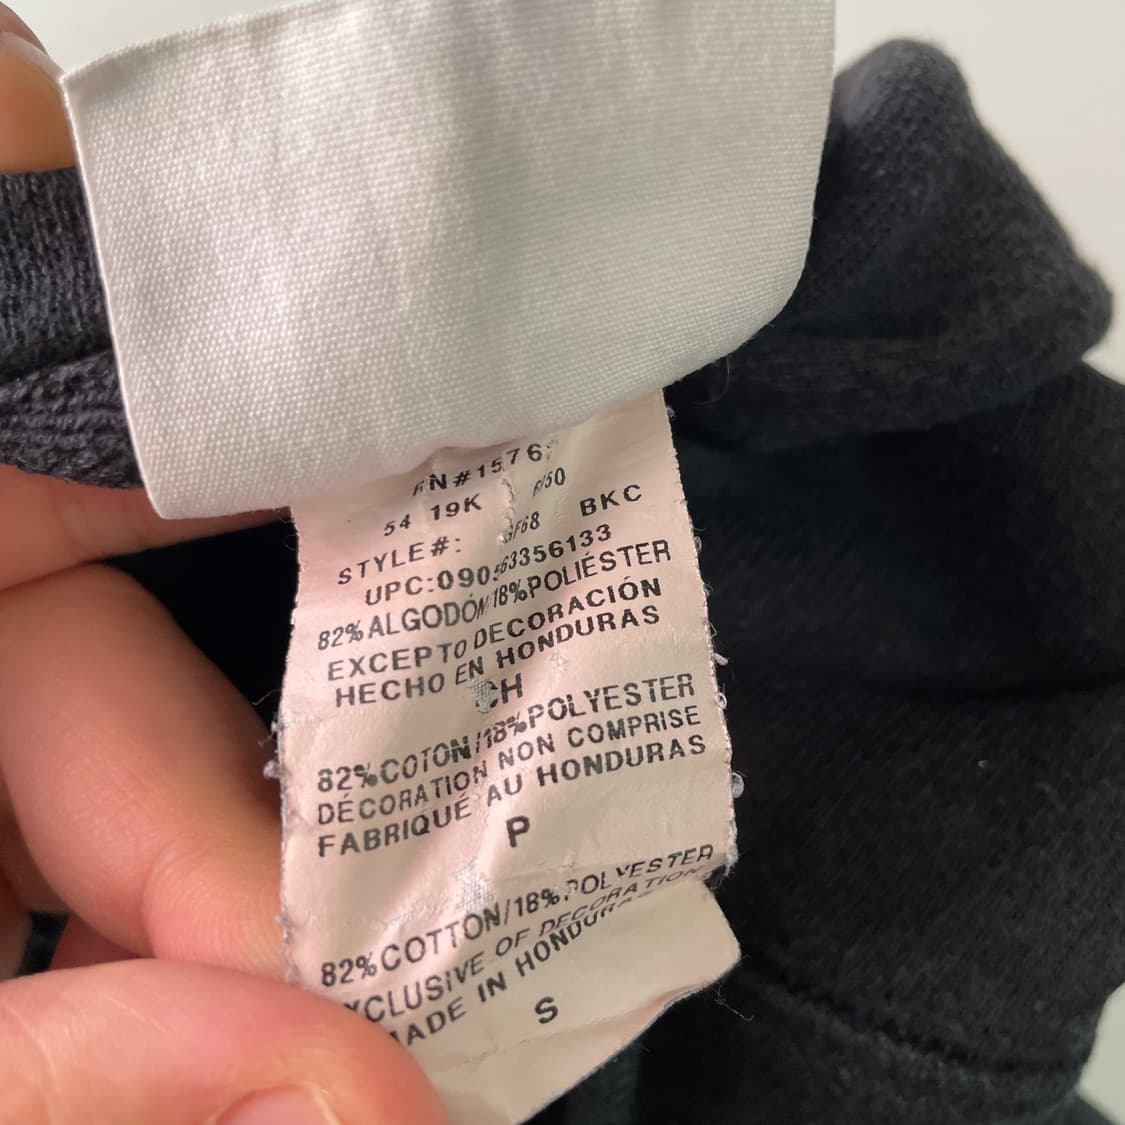 RN#1576
54 19K
STYLE#: GF68 BKC
UPC:090563356133
82%ALGODÓN/18%POLIÉSTER
EXCEPTO DECORACIÓN
HECHO EN HONDURAS
CH
82%COTON/18%POLYESTER
DÉCORATION NON COMPRISE
FABRIQUÉ AU HONDURAS
P
82%COTTON/18%POLYESTER
EXCLUSIVE OF DECORATION
MADE IN HONDURAS
S